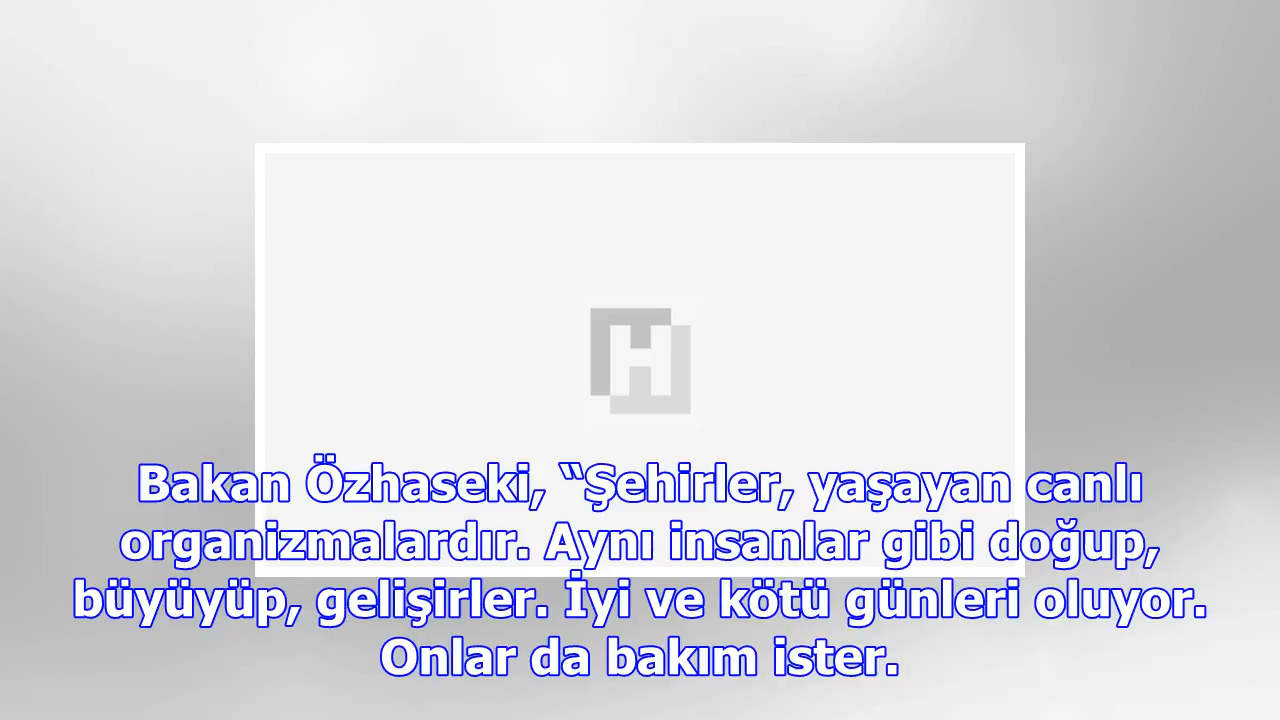 H
Bakan Özhaseki, “Şehirler, yaşayan canlı
organizmalardır. Aynı insanlar gibi doğup,
büyüyüp, gelişirler. İyi ve kötü günleri oluyor.
Onlar da bakım ister.